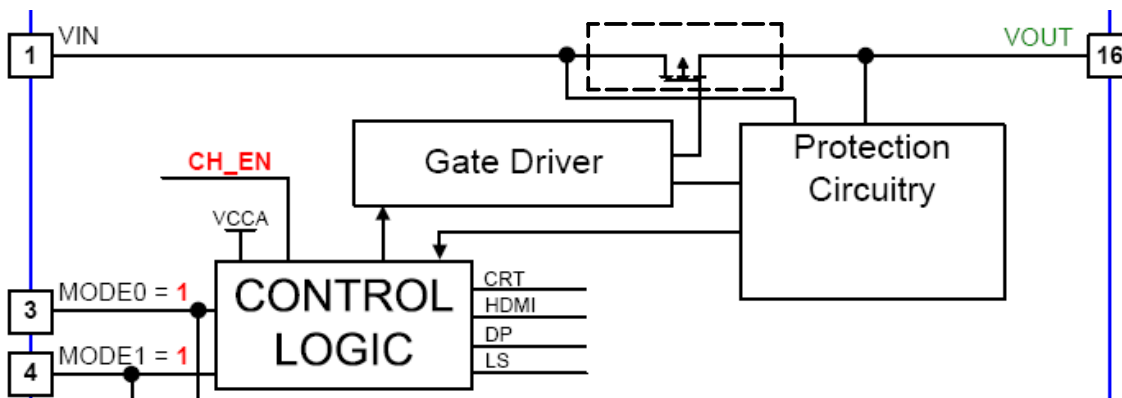 1 VIN VOUT 16
Gate Driver
Protection
Circuitry
CH_EN
VCCA
3 MODE0 = 1
CONTROL
LOGIC
CRT
HDMI
DP
LS
4 MODE1 = 1